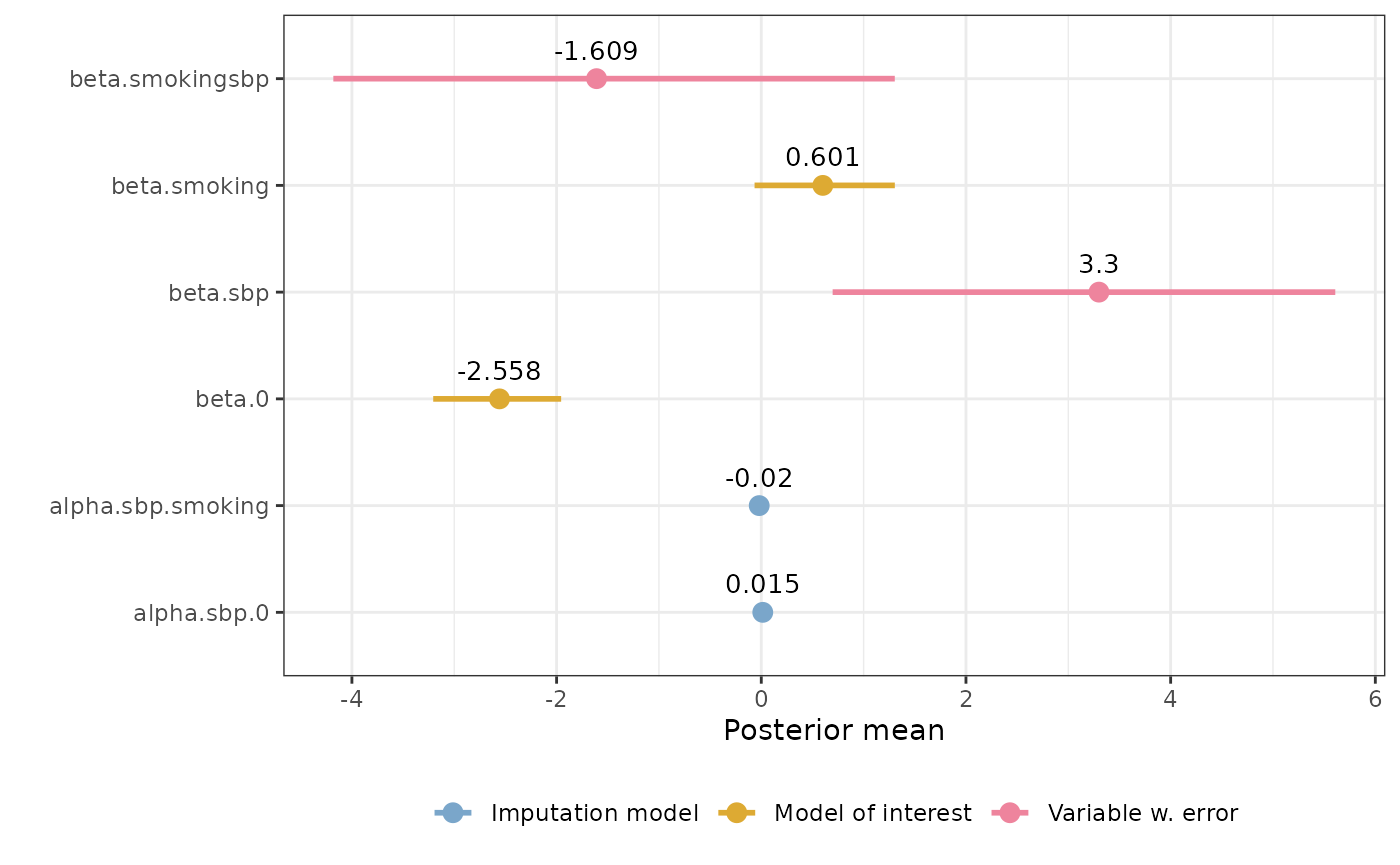 beta.smokingsbp
-1.609
beta.smoking
0.601
beta.sbp
3.3
beta.0
-2.558
alpha.sbp.smoking
-0.02
alpha.sbp.0
0.015
-4 -2 0 2 4 6
Posterior mean
Imputation model Model of interest Variable w. error